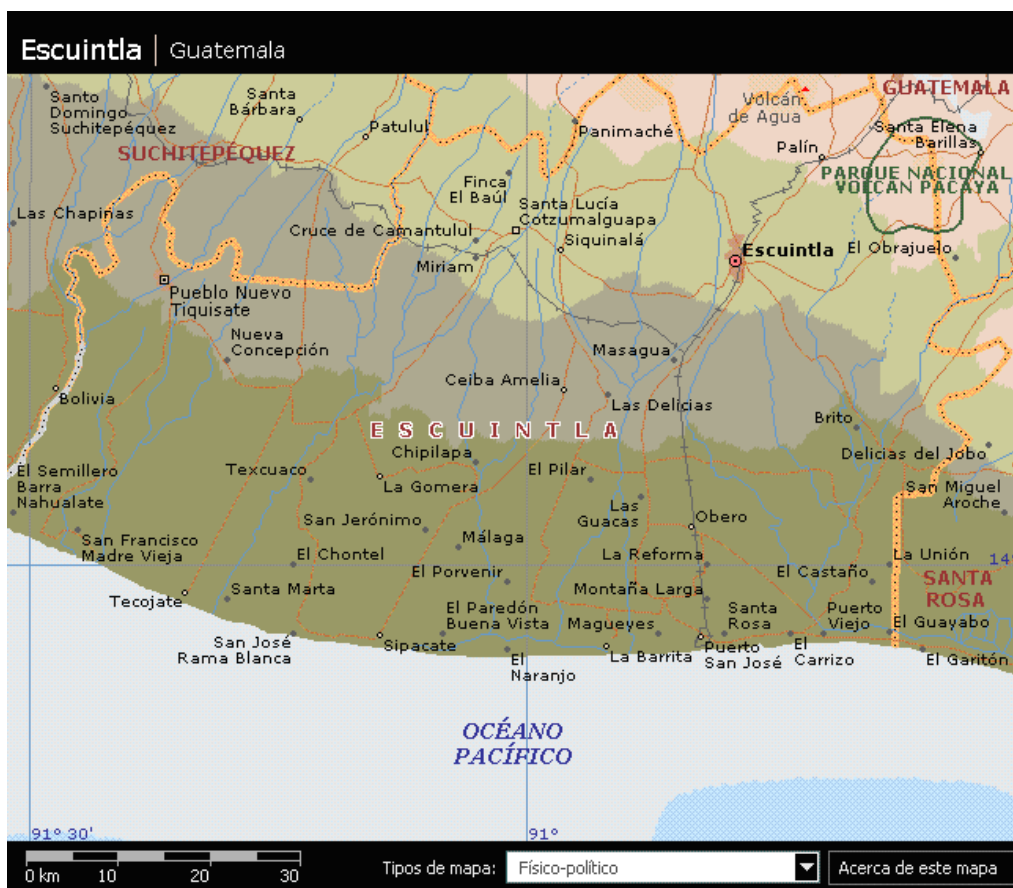 Escuintla | Guatemala
Santo
Domingo
Suchitepéquez
Santa
Bárbara
Patulul
Panimaché
Volcán
de Agua
GUATEMALA
Santa Elena
Barillas
Palín
SUCHITEPÉQUEZ
PARQUE NACIONAL
VOLCÁN PACAYA
Finca
El Baúl
Las Chapinas
Cruce de Camantulul
Santa Lucía
Cotzumalguapa
Siquinalá
Escuintla
El Obrajuelo
Miriam
Pueblo Nuevo
Tiquisate
Nueva
Concepción
Masagua
Ceiba Amelia
Bolivia
Las Delicias
Brito
ESCUINTLA
Chipilapa
Delicias del Jobo
El Semillero
Barra
Nahualate
Texcuaco
La Gomera
El Pilar
San Miguel
Aroche
Las
Guacas
Obero
San Jerónimo
San Francisco
Madre Vieja
Málaga
El Chontel
La Reforma
La Unión
14°
El Porvenir
El Castaño
SANTA
ROSA
Santa Marta
Montaña Larga
Tecojate
El Paredón
Buena Vista
Magueyes
Santa
Rosa
Puerto
Viejo
El Guayabo
San José
Rama Blanca
Sipacate
El
Naranjo
La Barrita
Puerto
San José
El
Carrizo
El Garitón
OCÉANO
PACÍFICO
91° 30'
91°
0 km 10 20 30
Tipos de mapa:
Físico-político
Acerca de este mapa